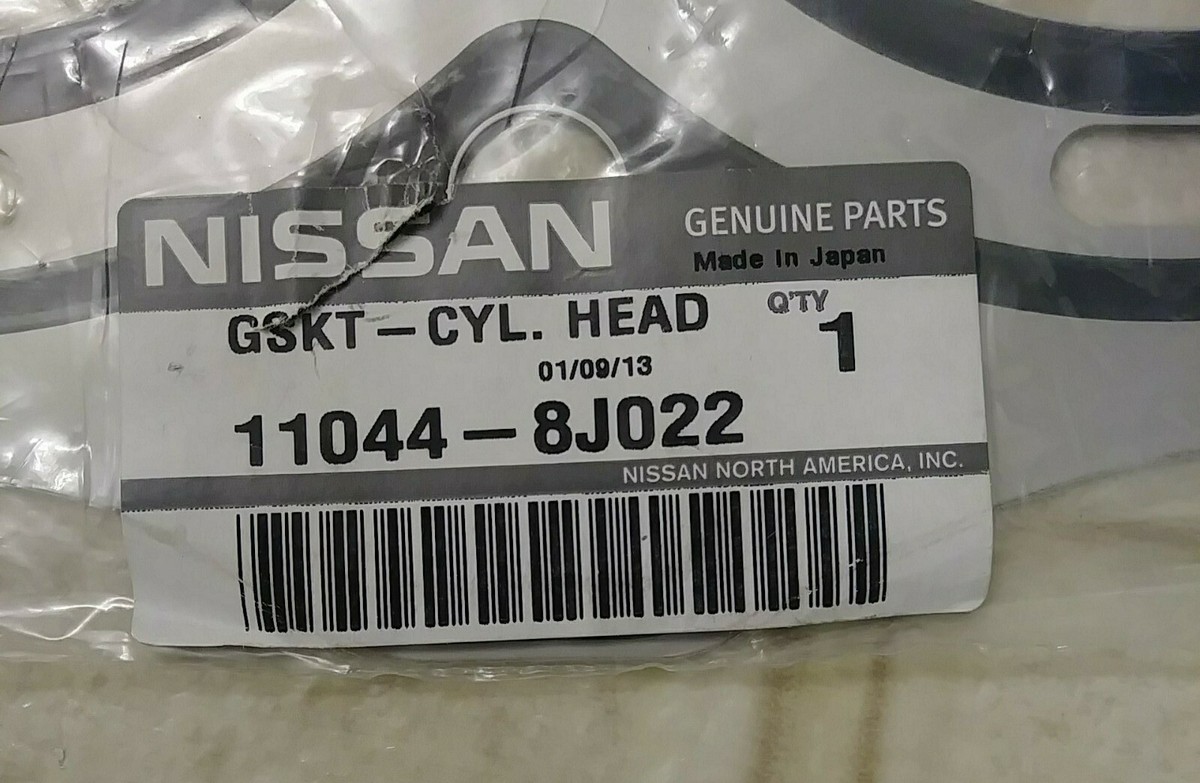 NISSAN
GENUINE PARTS
Made In Japan
GSKT-CYL. HEAD
Q'TY
1
01/09/13
11044-8J022
NISSAN NORTH AMERICA, INC.